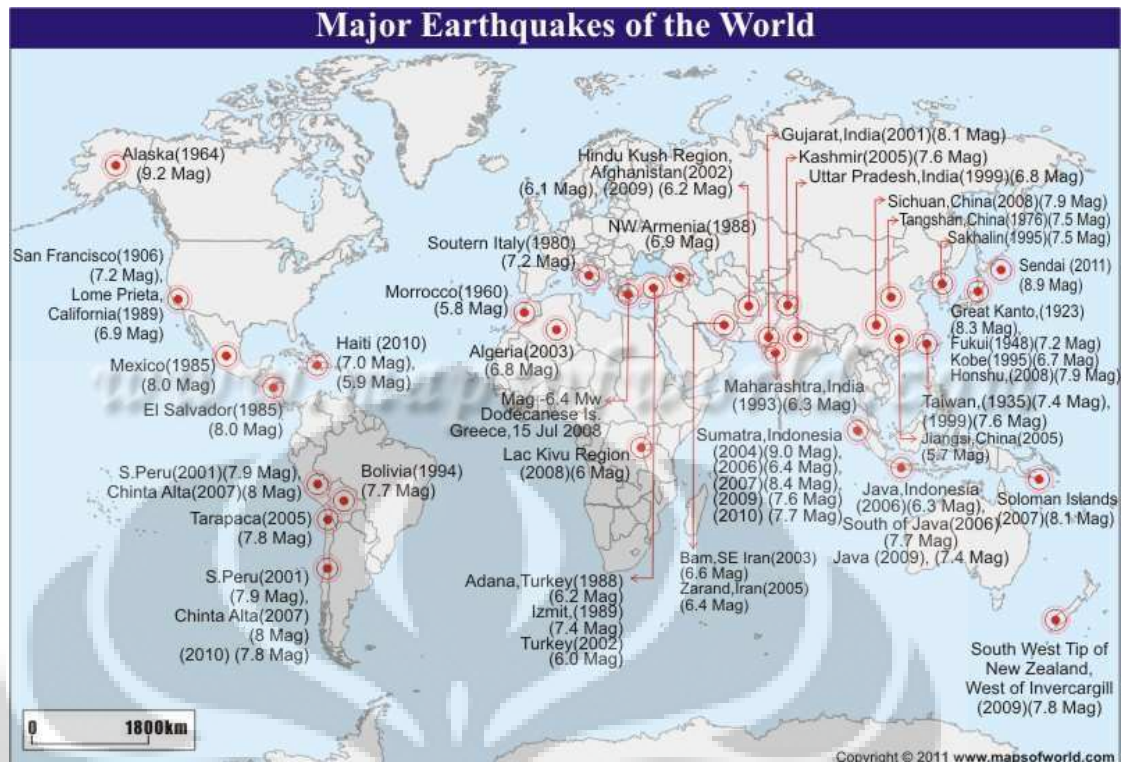 Major Earthquakes of the World
Alaska(1964)
(9.2 Mag)
San Francisco(1906)
(7.2 Mag),
Lome Prieta,
California(1989)
(6.9 Mag)
Mexico(1985)
(8.0 Mag)
Haiti (2010)
(7.0 Mag),
(5.9 Mag)
El Salvador(1985)
(8.0 Mag)
S.Peru(2001)(7.9 Mag),
Chinta Alta(2007)(8 Mag)
Bolivia(1994)
(7.7 Mag)
Tarapaca(2005)
(7.8 Mag)
S.Peru(2001)
(7.9 Mag),
Chinta Alta(2007)
(8 Mag)
(2010) (7.8 Mag)
Hindu Kush Region,
Afghanistan(2002)
(6.1 Mag), (2009) (6.2 Mag)
NW Armenia(1988)
(6.9 Mag)
Soutern Italy(1980)
(7.2 Mag)
Morrocco(1960)
(5.8 Mag)
Algeria(2003)
(6.8 Mag)
Mag -6.4 Mw
Dodecanese Is.
Greece,15 Jul 2008
Lac Kivu Region
(2008)(6 Mag)
Adana,Turkey(1988)
(6.2 Mag)
Izmit,(1989)
(7.4 Mag)
Turkey(2002)
(6.0 Mag)
Bam,SE Iran(2003)
(6.6 Mag)
Zarand,Iran(2005)
(6.4 Mag)
Gujarat,India(2001)(8.1 Mag)
Kashmir(2005)(7.6 Mag)
Uttar Pradesh,India(1999)(6.8 Mag)
Sichuan,China(2008)(7.9 Mag)
Tangshan,China(1976)(7.5 Mag)
Sakhalin(1995)(7.5 Mag)
Sendai (2011)
(8.9 Mag)
Great Kanto,(1923)
(8.3 Mag),
Fukui(1948)(7.2 Mag)
Kobe(1995)(6.7 Mag)
Honshu,(2008)(7.9 Mag)
Taiwan,(1935)(7.4 Mag),
(1999)(7.6 Mag)
Jiangsi,China(2005)
(5.7 Mag)
Maharashtra,India
(1993)(6.3 Mag)
Sumatra,Indonesia
(2004)(9.0 Mag),
(2006)(6.4 Mag),
(2007)(8.4 Mag),
(2009) (7.6 Mag)
(2010) (7.7 Mag)
Java,Indonesia
(2006)(6.3 Mag),
South of Java(2006)
(7.7 Mag)
Java (2009), (7.4 Mag)
Soloman Islands
(2007)(8.1 Mag)
South West Tip of
New Zealand,
West of Invercargill
(2009)(7.8 Mag)
0 1800km
Copyright © 2011 www.mapsofworld.com